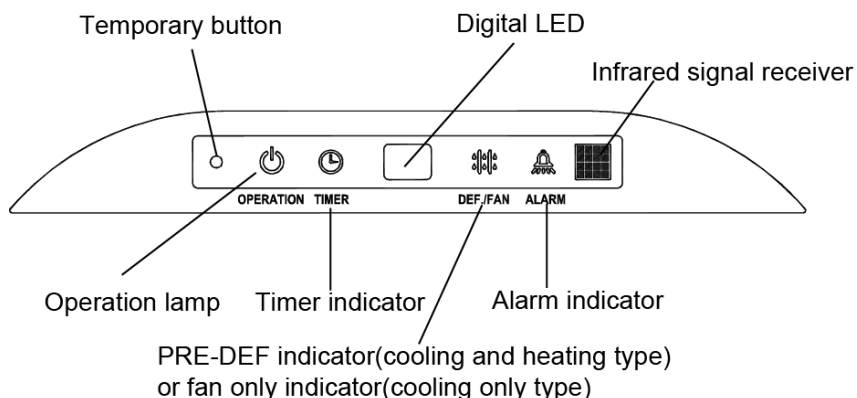 Temporary button
Digital LED
Infrared signal receiver
OPERATION TIMER DEF./FAN ALARM
Operation lamp
Timer indicator
Alarm indicator
PRE-DEF indicator(cooling and heating type)
or fan only indicator(cooling only type)